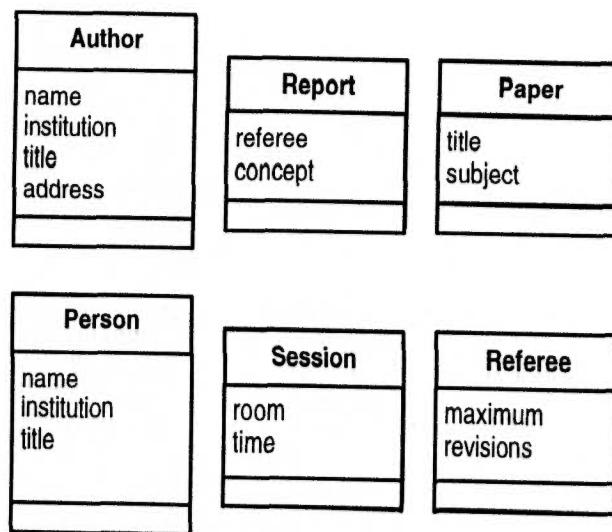 Author
name
institution
title
address
Report
referee
concept
Paper
title
subject
Person
name
institution
title
Session
room
time
Referee
maximum
revisions